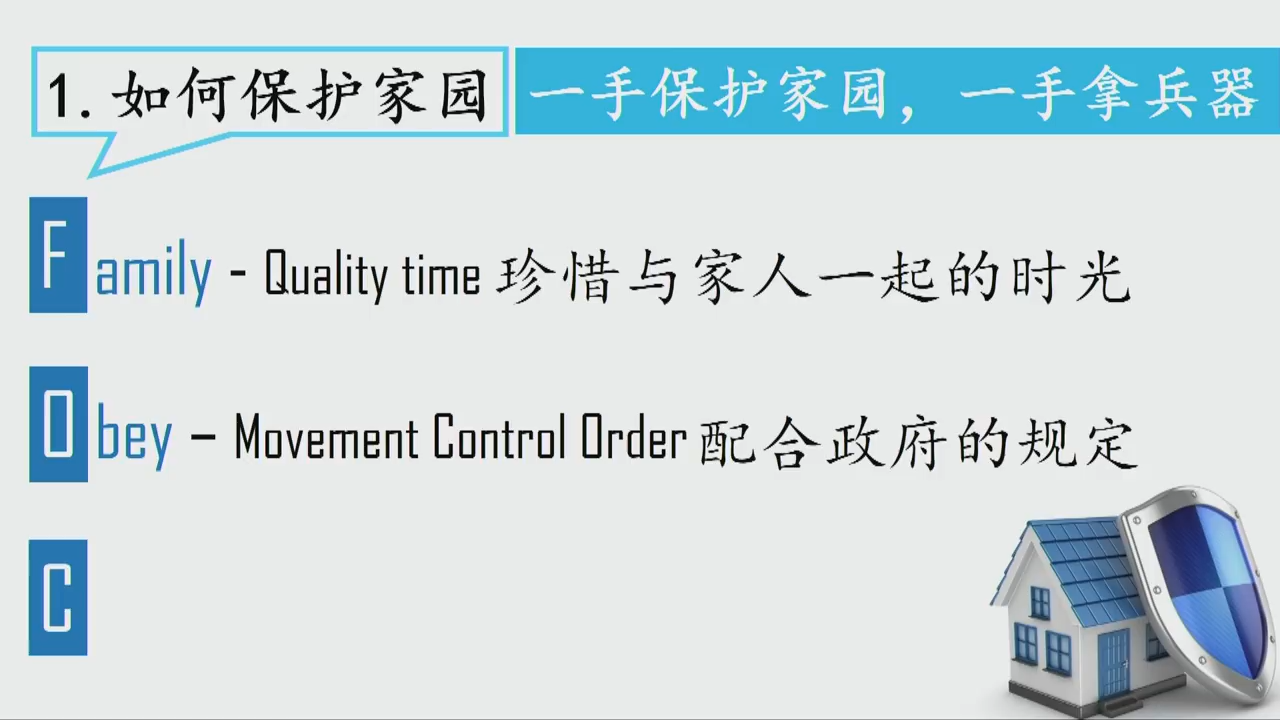 1. 如何保护家园
一手保护家园，一手拿兵器
Family - Quality time 珍惜与家人一起的时光
Obey – Movement Control Order 配合政府的规定
C